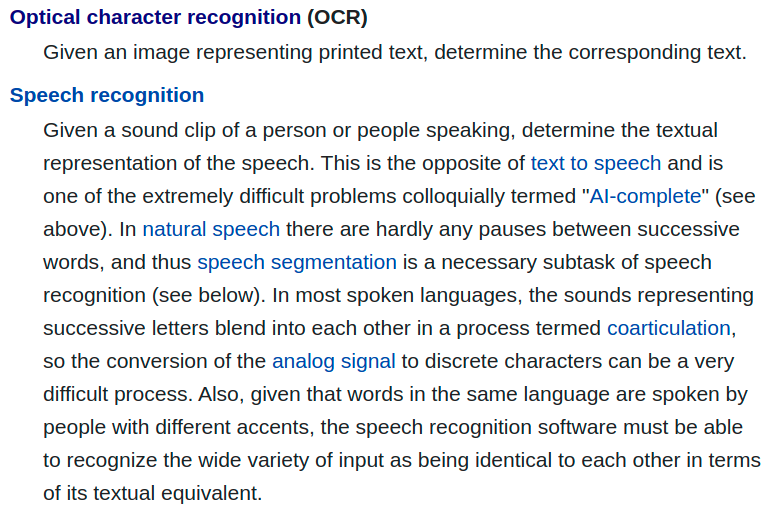 Optical character recognition (OCR)
Given an image representing printed text, determine the corresponding text.
Speech recognition
Given a sound clip of a person or people speaking, determine the textual
representation of the speech. This is the opposite of text to speech and is
one of the extremely difficult problems colloquially termed "AI-complete" (see
above). In natural speech there are hardly any pauses between successive
words, and thus speech segmentation is a necessary subtask of speech
recognition (see below). In most spoken languages, the sounds representing
successive letters blend into each other in a process termed coarticulation,
so the conversion of the analog signal to discrete characters can be a very
difficult process. Also, given that words in the same language are spoken by
people with different accents, the speech recognition software must be able
to recognize the wide variety of input as being identical to each other in terms
of its textual equivalent.